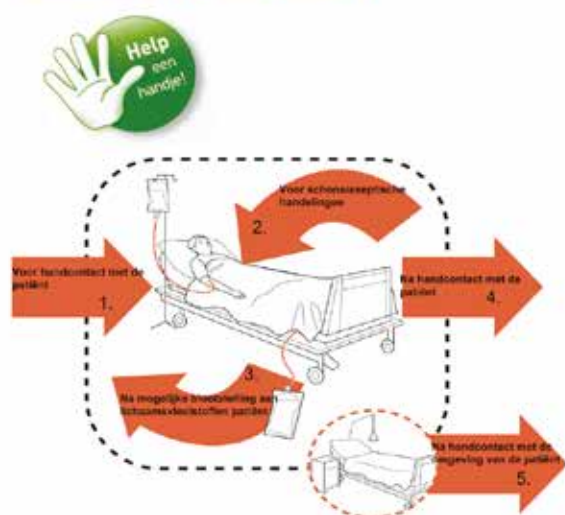 Help
een
handje!
Voor schone/aseptische
handelingen
2.
Voor handcontact met de
patiënt
1.
Na handcontact met de
patiënt
4.
3.
Na mogelijke blootstelling aan
lichaamsvloeistoffen patiënt
Na handcontact met de
omgeving van de patiënt
5.